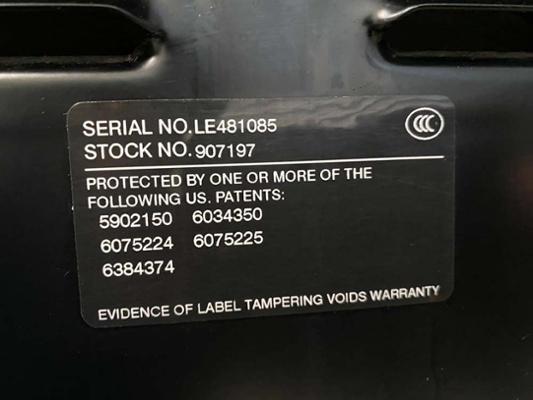 SERIAL NO. LE481085
STOCK NO. 907197
PROTECTED BY ONE OR MORE OF THE
FOLLOWING US. PATENTS:
5902150 6034350
6075224 6075225
6384374
EVIDENCE OF LABEL TAMPERING VOIDS WARRANTY
CCC